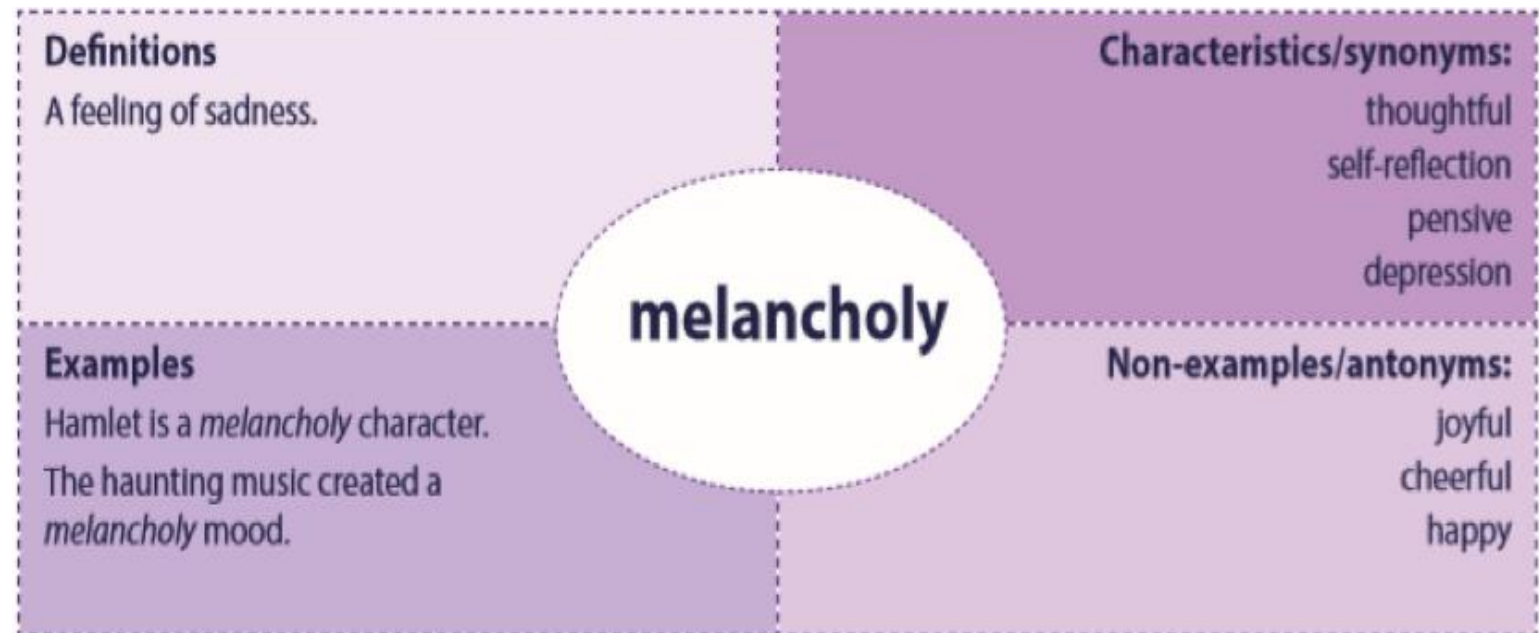 Definitions
A feeling of sadness.
Characteristics/synonyms:
thoughtful
self-reflection
pensive
depression
melancholy
Examples
Hamlet is a melancholy character.
The haunting music created a
melancholy mood.
Non-examples/antonyms:
joyful
cheerful
happy